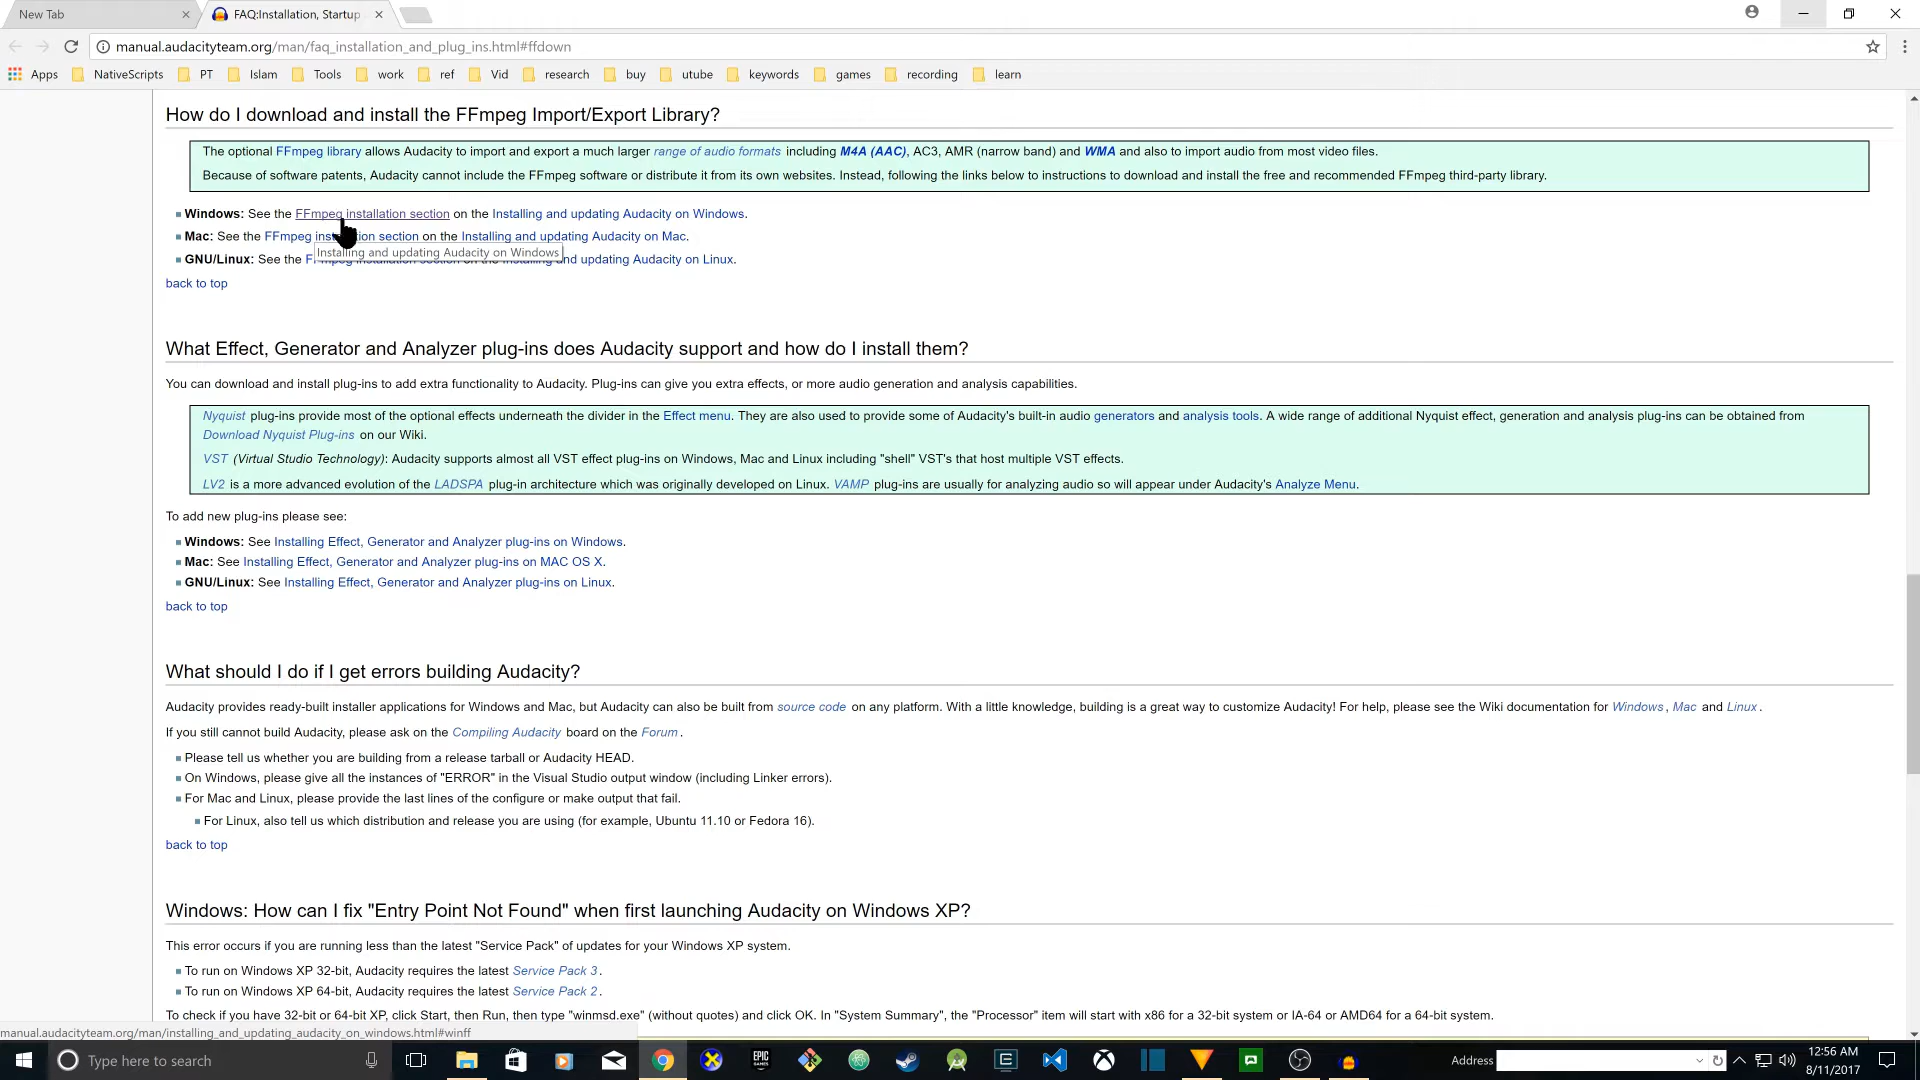 New Tab
FAQ:Installation, Startup
manual.audacityteam.org/man/faq_installation_and_plug_ins.html#ffdown
Apps NativeScripts PT Islam Tools work ref Vid research buy utube keywords games recording learn
How do I download and install the FFmpeg Import/Export Library?
The optional FFmpeg library allows Audacity to import and export a much larger range of audio formats including M4A (AAC), AC3, AMR (narrow band) and WMA and also to import audio from most video files.
Because of software patents, Audacity cannot include the FFmpeg software or distribute it from its own websites. Instead, following the links below to instructions to download and install the free and recommended FFmpeg third-party library.
Windows: See the FFmpeg installation section on the Installing and updating Audacity on Windows.
Mac: See the FFmpeg installation section on the Installing and updating Audacity on Mac.
Installing and updating Audacity on Windows
GNU/Linux: See the FFmpeg installation section on the Installing and updating Audacity on Linux.
back to top
What Effect, Generator and Analyzer plug-ins does Audacity support and how do I install them?
You can download and install plug-ins to add extra functionality to Audacity. Plug-ins can give you extra effects, or more audio generation and analysis capabilities.
Nyquist plug-ins provide most of the optional effects underneath the divider in the Effect menu. They are also used to provide some of Audacity's built-in audio generators and analysis tools. A wide range of additional Nyquist effect, generation and analysis plug-ins can be obtained from
Download Nyquist Plug-ins on our Wiki.
VST (Virtual Studio Technology): Audacity supports almost all VST effect plug-ins on Windows, Mac and Linux including "shell" VST's that host multiple VST effects.
LV2 is a more advanced evolution of the LADSPA plug-in architecture which was originally developed on Linux. VAMP plug-ins are usually for analyzing audio so will appear under Audacity's Analyze Menu.
To add new plug-ins please see:
Windows: See Installing Effect, Generator and Analyzer plug-ins on Windows.
Mac: See Installing Effect, Generator and Analyzer plug-ins on MAC OS X.
GNU/Linux: See Installing Effect, Generator and Analyzer plug-ins on Linux.
back to top
What should I do if I get errors building Audacity?
Audacity provides ready-built installer applications for Windows and Mac, but Audacity can also be built from source code on any platform. With a little knowledge, building is a great way to customize Audacity! For help, please see the Wiki documentation for Windows, Mac and Linux.
If you still cannot build Audacity, please ask on the Compiling Audacity board on the Forum.
Please tell us whether you are building from a release tarball or Audacity HEAD.
On Windows, please give all the instances of "ERROR" in the Visual Studio output window (including Linker errors).
For Mac and Linux, please provide the last lines of the configure or make output that fail.
For Linux, also tell us which distribution and release you are using (for example, Ubuntu 11.10 or Fedora 16).
back to top
Windows: How can I fix "Entry Point Not Found" when first launching Audacity on Windows XP?
This error occurs if you are running less than the latest "Service Pack" of updates for your Windows XP system.
To run on Windows XP 32-bit, Audacity requires the latest Service Pack 3.
To run on Windows XP 64-bit, Audacity requires the latest Service Pack 2.
To check if you have 32-bit or 64-bit XP, click Start, then Run, then type "winmsd.exe" (without quotes) and click OK. In "System Summary", the "Processor" item will start with x86 for a 32-bit system or IA-64 or AMD64 for a 64-bit system.
manual.audacityteam.org/man/installing_and_updating_audacity_on_windows.html#winff
Type here to search
EPIC GAMES
Address
12:56 AM
8/11/2017